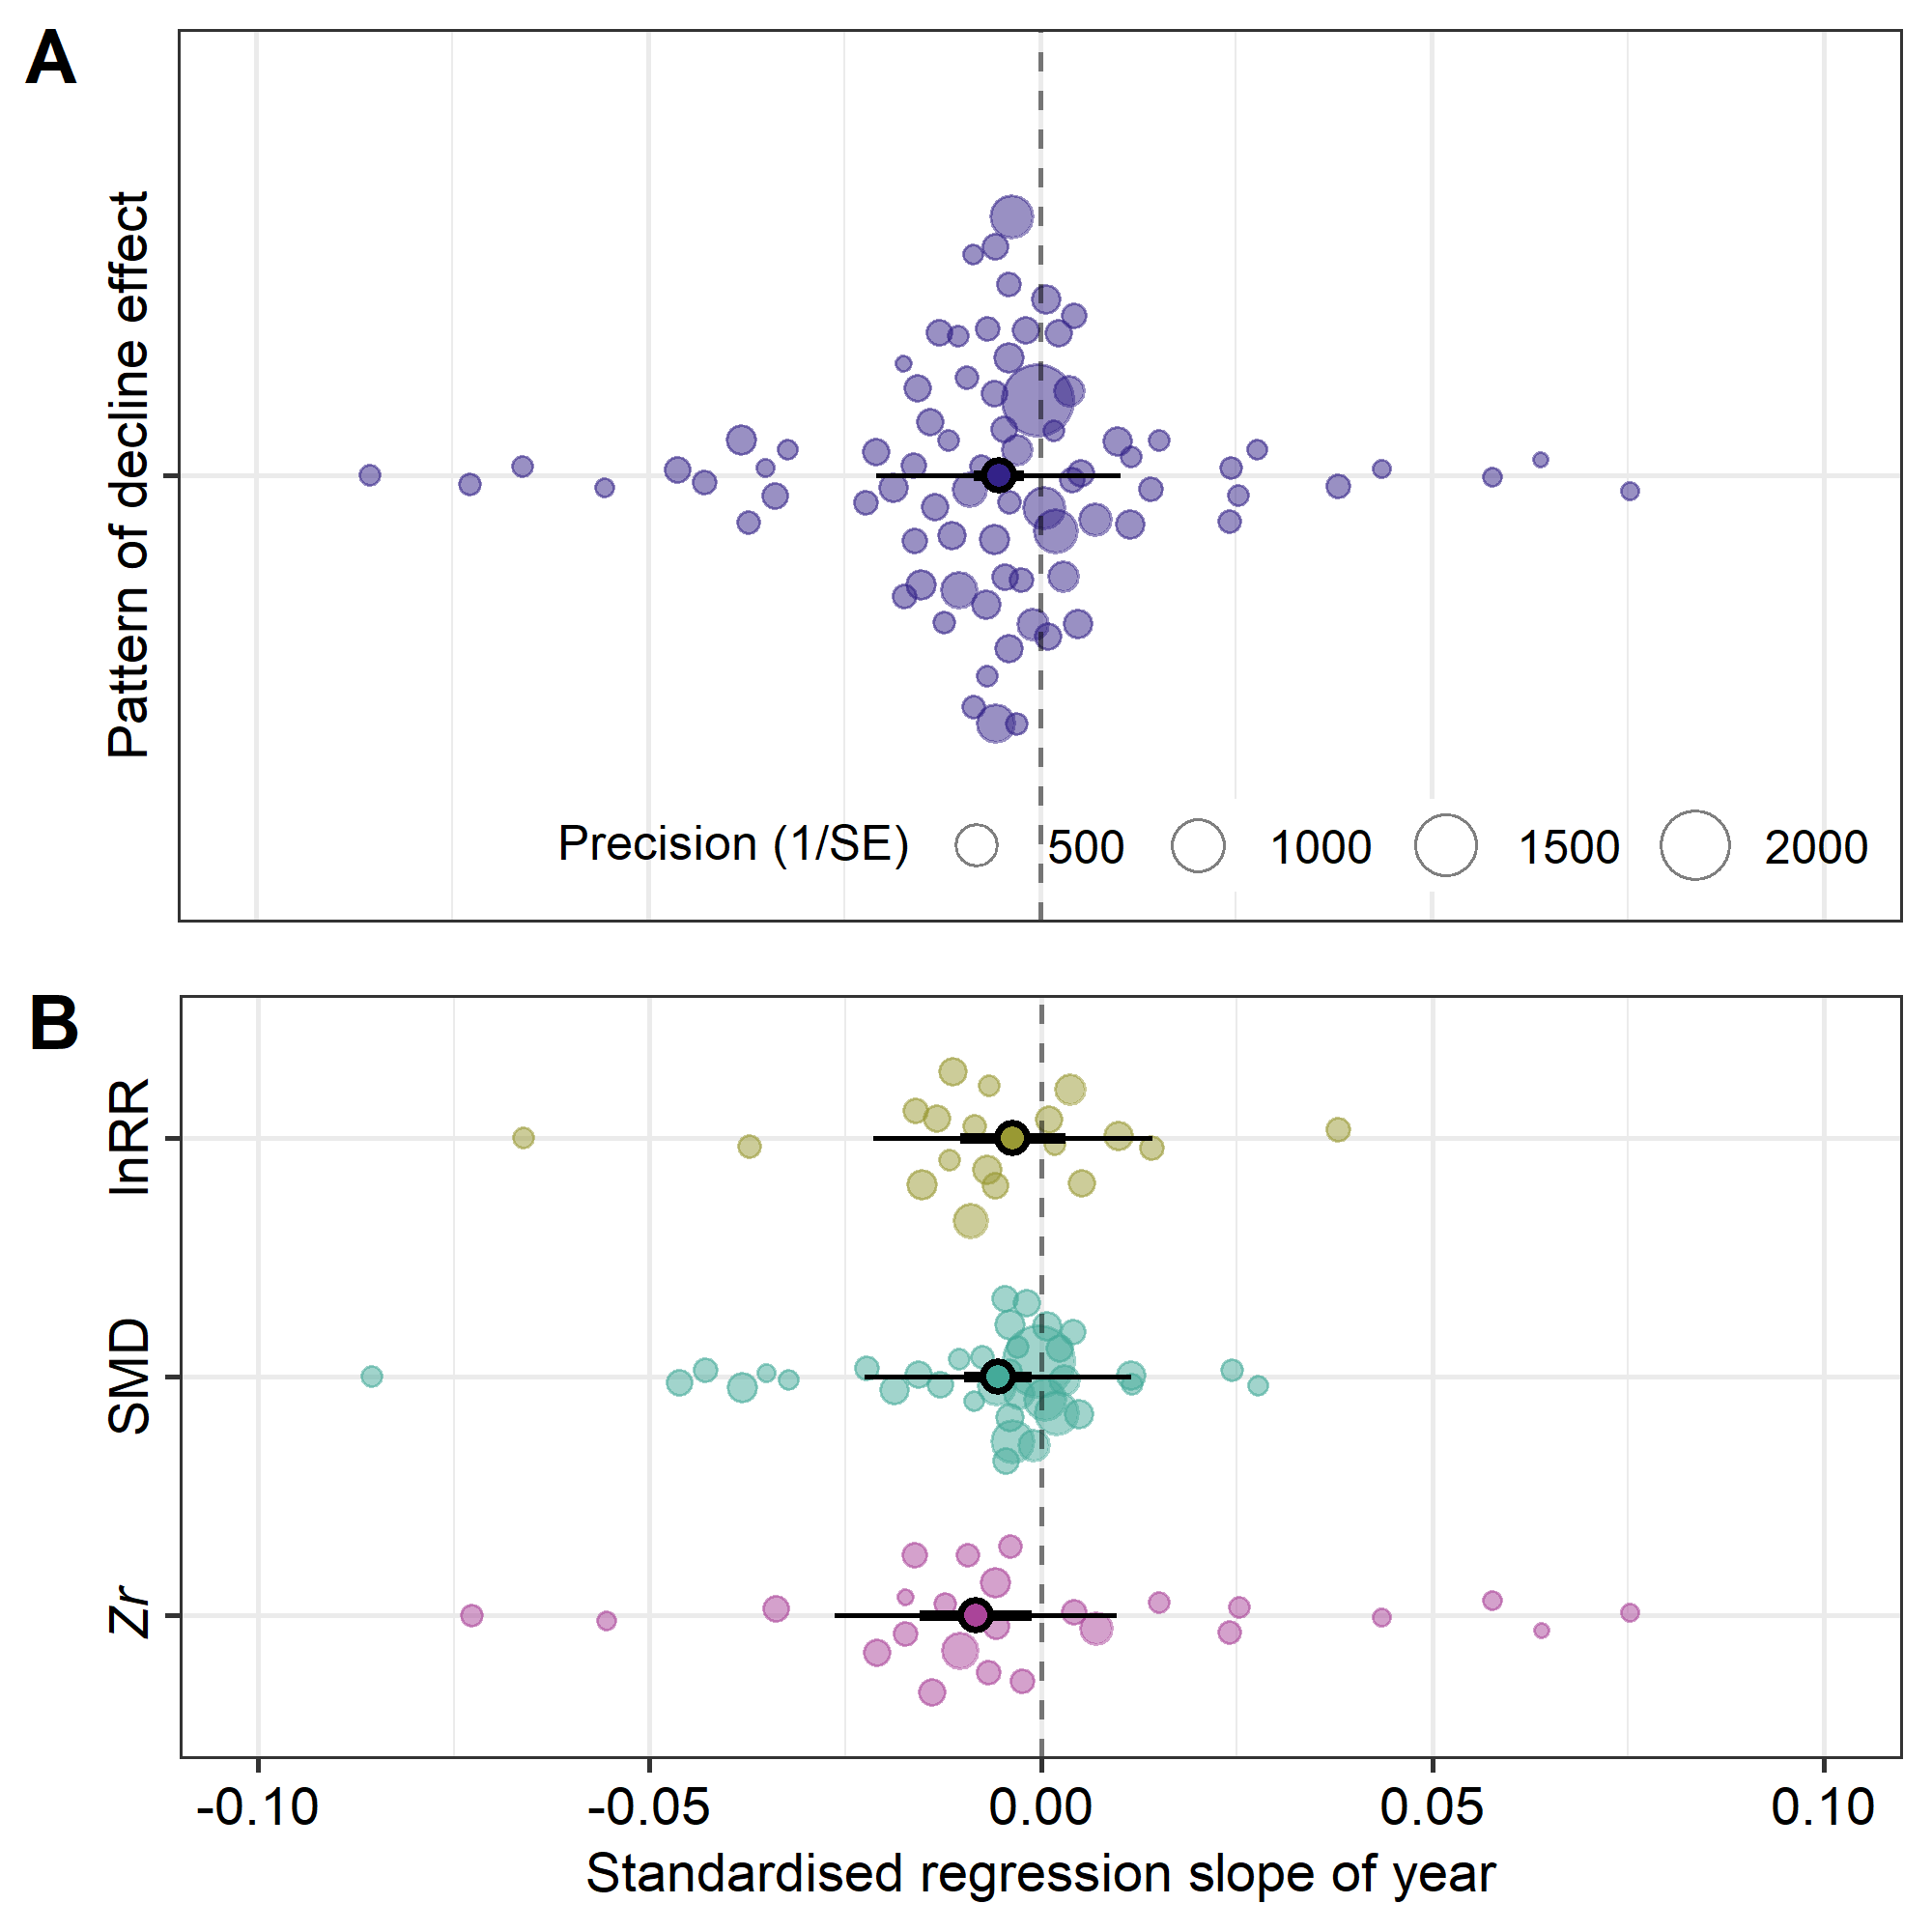 A
Pattern of decline effect
Precision (1/SE) 500 1000 1500 2000
B
lnRR
SMD
Zr
-0.10 -0.05 0.00 0.05 0.10
Standardised regression slope of year